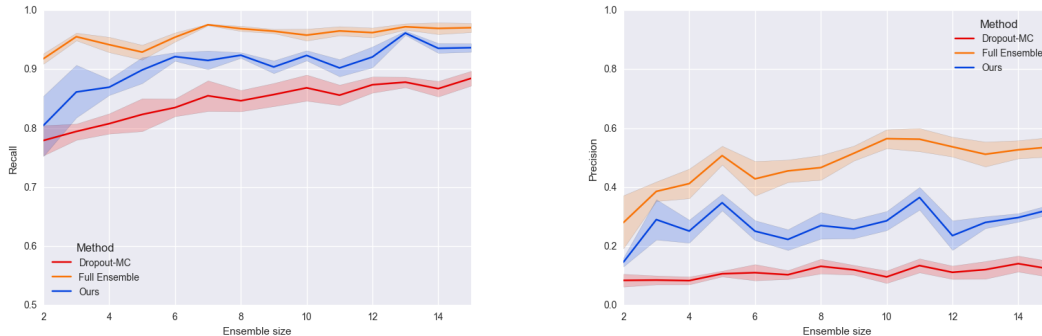 1.0
0.9
0.8
0.7
0.6
0.5
Recall
2
4
6
8
10
12
14
Ensemble size
Method
Dropout-MC
Full Ensemble
Ours
1.0
0.8
0.6
0.4
0.2
0.0
Precision
2
4
6
8
10
12
14
Ensemble size
Method
Dropout-MC
Full Ensemble
Ours